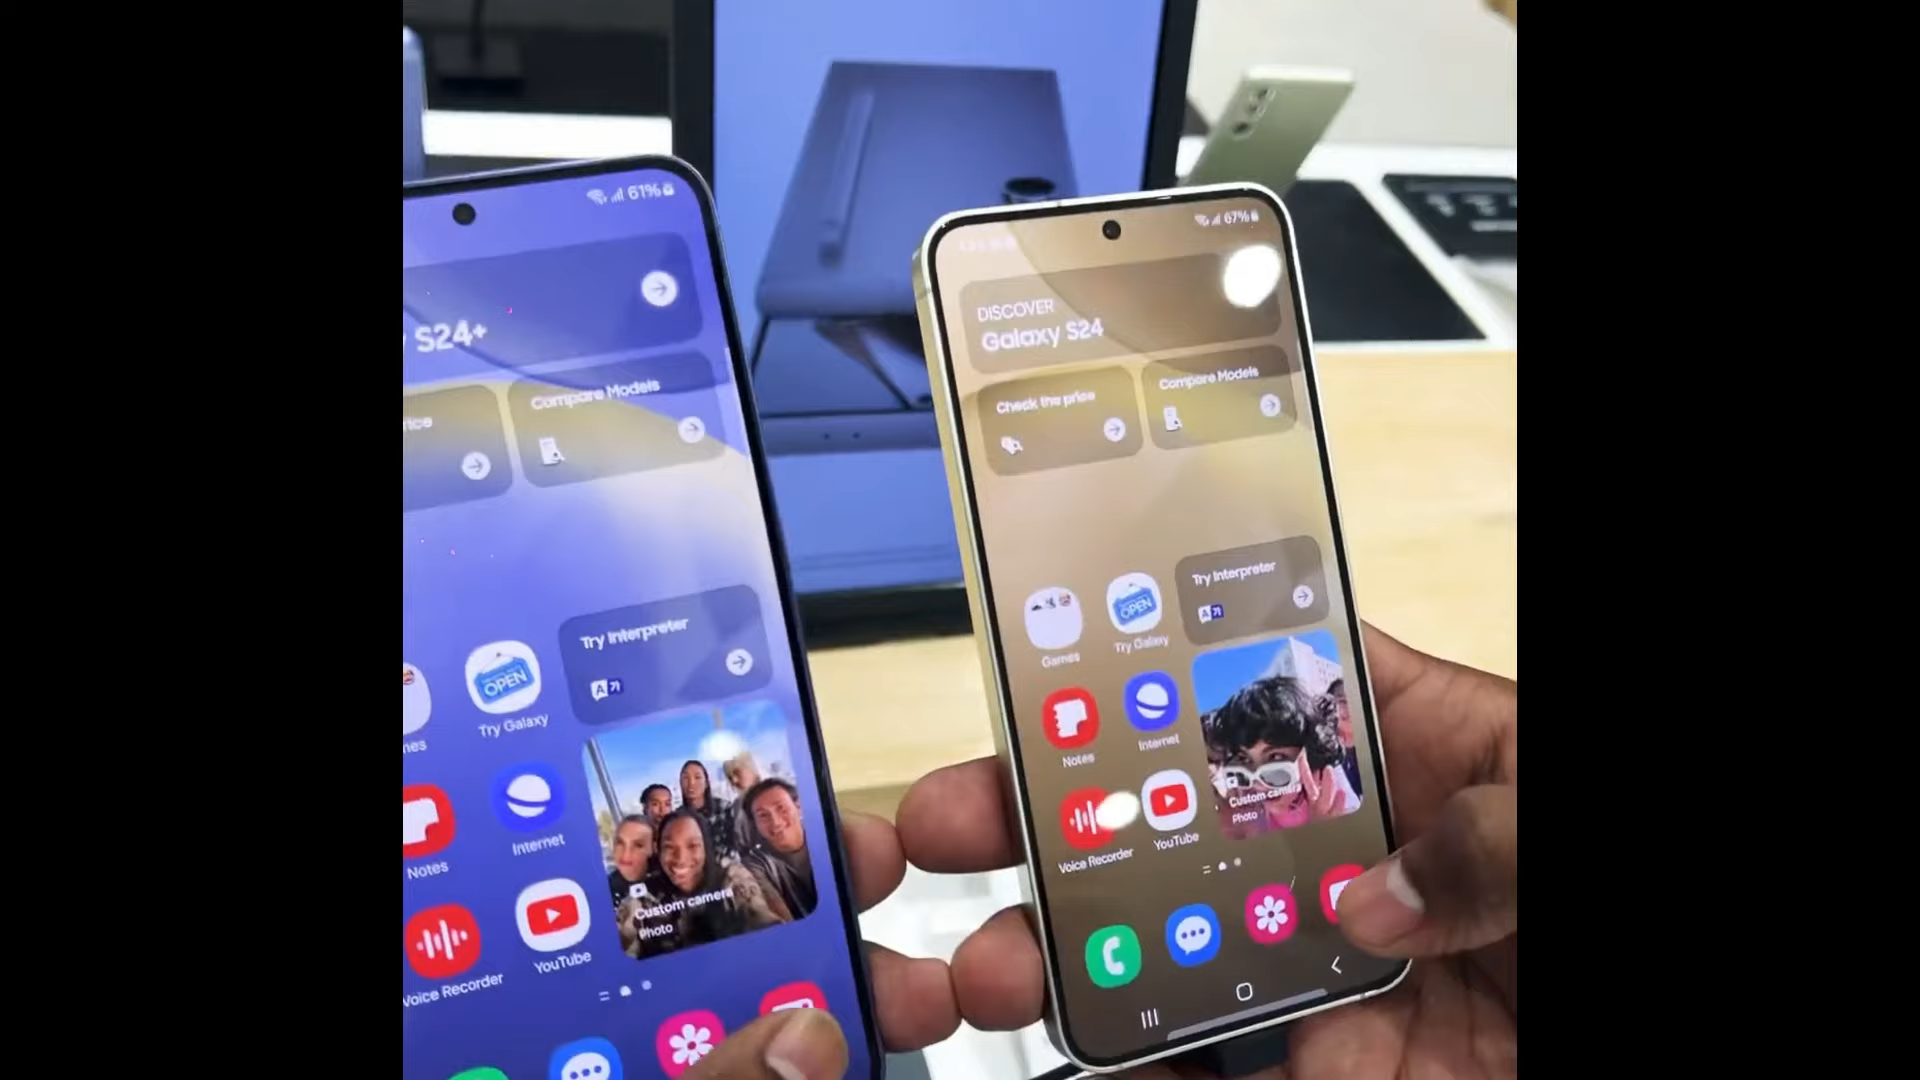 61%
S24+
rice
Compare Models
Try Interpreter
OPEN
Try Galaxy
mes
Notes
Internet
Voice Recorder
YouTube
Custom camera
Photo
67%
DISCOVER
Galaxy S24
Check the price
Compare Models
Try Interpreter
OPEN
Games
Try Galaxy
Notes
Internet
Voice Recorder
YouTube
Custom camera
Photo